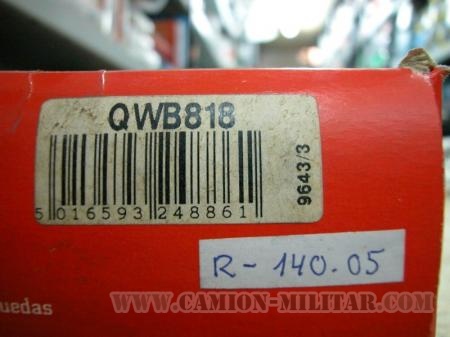 QWB818
9643/3
5 016593 248861
R-140.05
© WWW.CAMION-MILITAR.COM
uedas